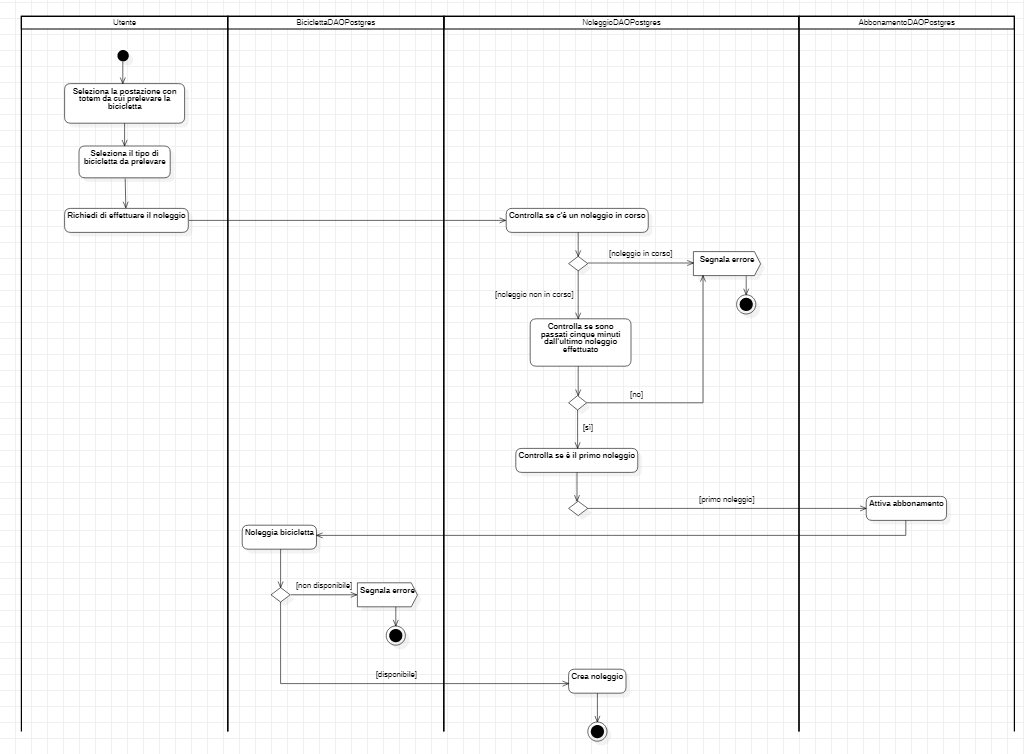 Utente
BiciclettaDAOPostgres
NoleggioDAOPostgres
AbbonamentoDAOPostgres
Seleziona la postazione con
totem da cui prelevare la
bicicletta
Seleziona il tipo di
bicicletta da prelevare
Richiedi di effettuare il noleggio
Controlla se c'è un noleggio in corso
[noleggio in corso]
Segnala errore
[noleggio non in corso]
Controlla se sono
passati cinque minuti
dall'ultimo noleggio
effettuato
[no]
[si]
Controlla se è il primo noleggio
[primo noleggio]
Attiva abbonamento
Noleggia bicicletta
[non disponibile]
Segnala errore
[disponibile]
Crea noleggio